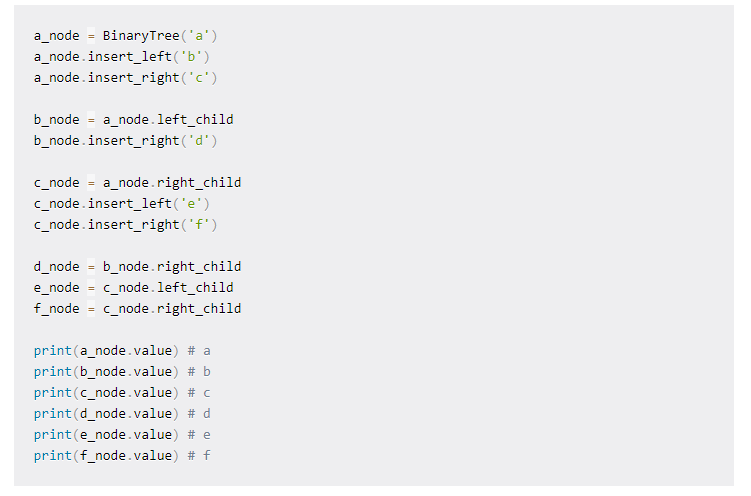 a_node = BinaryTree('a')
a_node.insert_left('b')
a_node.insert_right('c')

b_node = a_node.left_child
b_node.insert_right('d')

c_node = a_node.right_child
c_node.insert_left('e')
c_node.insert_right('f')

d_node = b_node.right_child
e_node = c_node.left_child
f_node = c_node.right_child

print(a_node.value) # a
print(b_node.value) # b
print(c_node.value) # c
print(d_node.value) # d
print(e_node.value) # e
print(f_node.value) # f